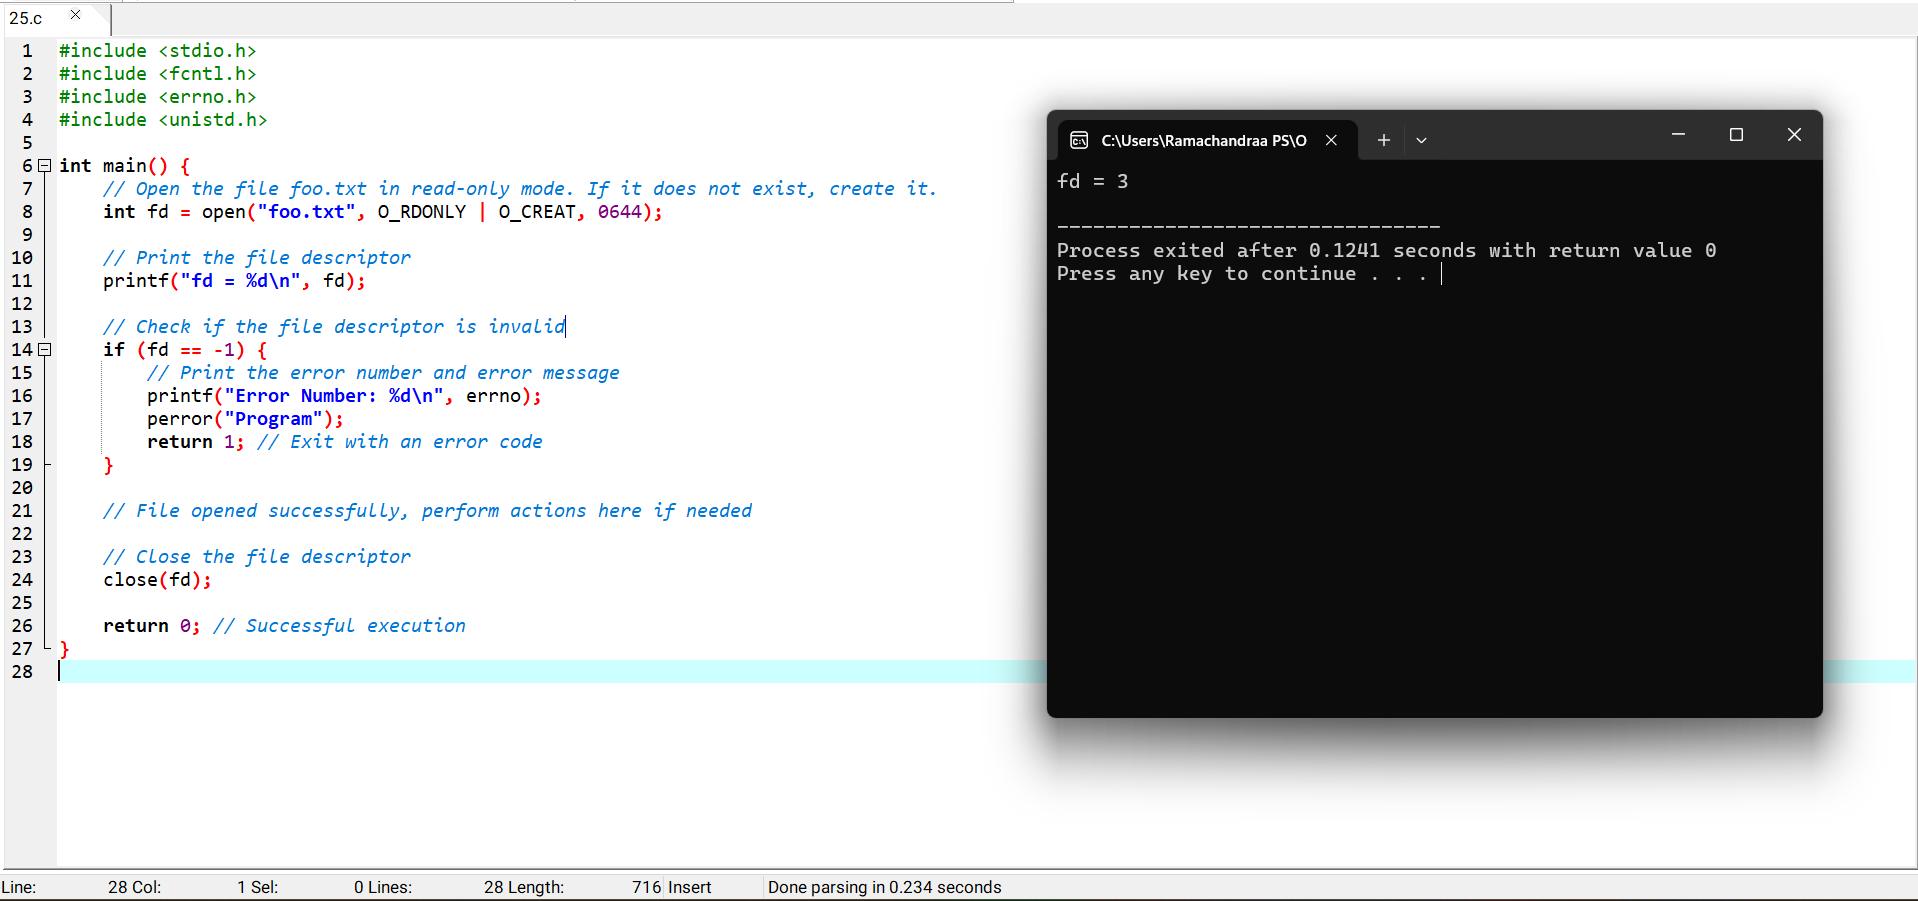 25.c
1 #include <stdio.h>
2 #include <fcntl.h>
3 #include <errno.h>
4 #include <unistd.h>
5
6 int main() {
7 // Open the file foo.txt in read-only mode. If it does not exist, create it.
8 int fd = open("foo.txt", O_RDONLY | O_CREAT, 0644);
9
10 // Print the file descriptor
11 printf("fd = %d\n", fd);
12
13 // Check if the file descriptor is invalid
14 if (fd == -1) {
15 // Print the error number and error message
16 printf("Error Number: %d\n", errno);
17 perror("Program");
18 return 1; // Exit with an error code
19 }
20
21 // File opened successfully, perform actions here if needed
22
23 // Close the file descriptor
24 close(fd);
25
26 return 0; // Successful execution
27 }
28
C:\Users\Ramachandraa PS\O
fd = 3
--------------------------------
Process exited after 0.1241 seconds with return value 0
Press any key to continue . . .
Line: 28 Col: 1 Sel: 0 Lines: 28 Length: 716 Insert Done parsing in 0.234 seconds